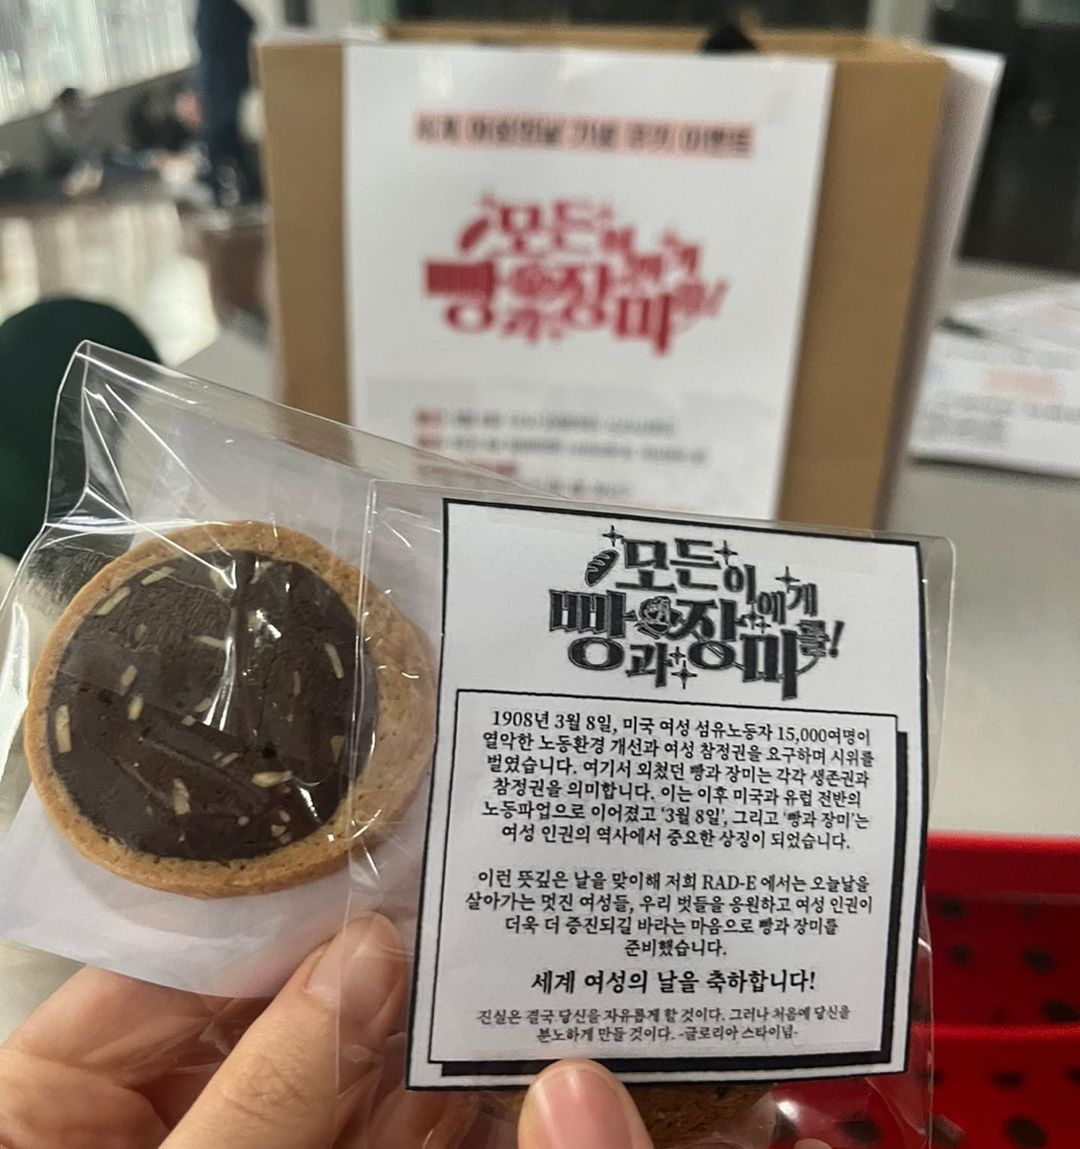 세계 여성의날 기념 굿즈 이벤트
모든이에게
빵과장미를!
모든이에게
빵과장미를!
1908년 3월 8일, 미국 여성 섬유노동자 15,000여명이
열악한 노동환경 개선과 여성 참정권을 요구하며 시위를
벌였습니다. 여기서 외쳤던 빵과 장미는 각각 생존권과
참정권을 의미합니다. 이는 이후 미국과 유럽 전반의
노동파업으로 이어졌고 '3월 8일', 그리고 '빵과 장미'는
여성 인권의 역사에서 중요한 상징이 되었습니다.
이런 뜻깊은 날을 맞이해 저희 RAD-E 에서는 오늘날을
살아가는 멋진 여성들, 우리 벗들을 응원하고 여성 인권이
더욱 더 증진되길 바라는 마음으로 빵과 장미를
준비했습니다.
세계 여성의 날을 축하합니다!
진실은 결국 당신을 자유롭게 할 것이다. 그러나 처음에 당신을
분노하게 만들 것이다. -글로리아 스타이넘-